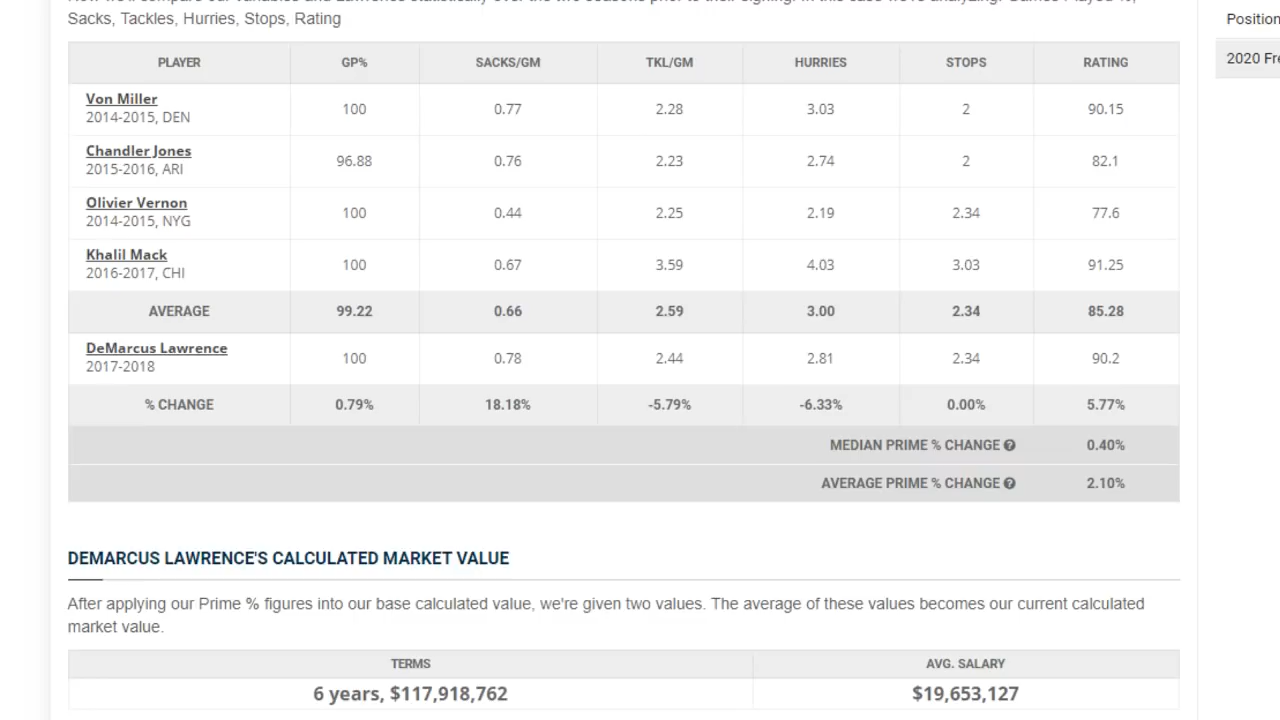 Sacks, Tackles, Hurries, Stops, Rating
Position
2020 Fre
PLAYER GP% SACKS/GM TKL/GM HURRIES STOPS RATING
Von Miller
2014-2015, DEN
100 0.77 2.28 3.03 2 90.15
Chandler Jones
2015-2016, ARI
96.88 0.76 2.23 2.74 2 82.1
Olivier Vernon
2014-2015, NYG
100 0.44 2.25 2.19 2.34 77.6
Khalil Mack
2016-2017, CHI
100 0.67 3.59 4.03 3.03 91.25
AVERAGE 99.22 0.66 2.59 3.00 2.34 85.28
DeMarcus Lawrence
2017-2018
100 0.78 2.44 2.81 2.34 90.2
% CHANGE 0.79% 18.18% -5.79% -6.33% 0.00% 5.77%
MEDIAN PRIME % CHANGE 0.40%
AVERAGE PRIME % CHANGE 2.10%
DEMARCUS LAWRENCE'S CALCULATED MARKET VALUE
After applying our Prime % figures into our base calculated value, we're given two values. The average of these values becomes our current calculated
market value.
TERMS AVG. SALARY
6 years, $117,918,762 $19,653,127